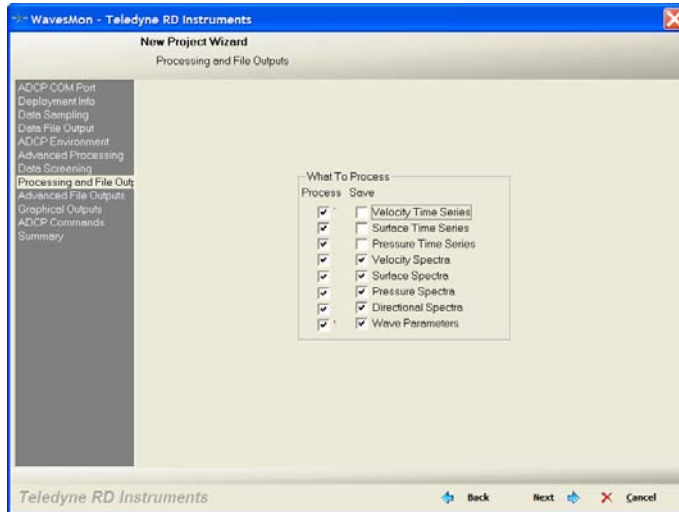 WavesMon - Teledyne RD Instruments
New Project Wizard
Processing and File Outputs
ADCP COM Port
Deployment Info
Data Sampling
Data File Output
ADCP Environment
Advanced Processing
Data Screening
Processing and File Outp
Advanced File Outputs
Graphical Outputs
ADCP Commands
Summary
What To Process
Process Save
Velocity Time Series
Surface Time Series
Pressure Time Series
Velocity Spectra
Surface Spectra
Pressure Spectra
Directional Spectra
Wave Parameters
Teledyne RD Instruments
Back Next Cancel